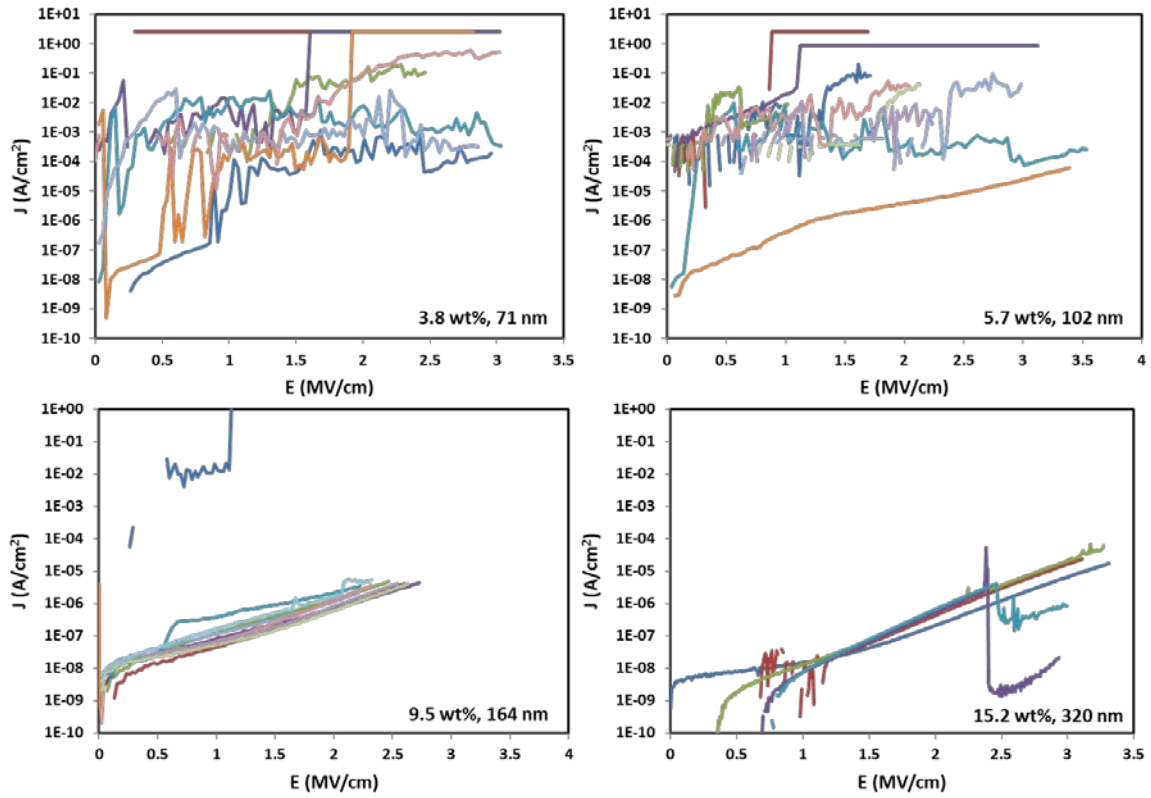 1E+01
1E+00
1E-01
1E-02
1E-03
1E-04
1E-05
1E-06
1E-07
1E-08
1E-09
1E-10
J (A/cm²)
0 0.5 1 1.5 2 2.5 3 3.5
E (MV/cm)
3.8 wt%, 71 nm
1E+01
1E+00
1E-01
1E-02
1E-03
1E-04
1E-05
1E-06
1E-07
1E-08
1E-09
1E-10
J (A/cm²)
0 0.5 1 1.5 2 2.5 3 3.5 4
E (MV/cm)
5.7 wt%, 102 nm
1E+00
1E-01
1E-02
1E-03
1E-04
1E-05
1E-06
1E-07
1E-08
1E-09
1E-10
J (A/cm²)
0 0.5 1 1.5 2 2.5 3 3.5 4
E (MV/cm)
9.5 wt%, 164 nm
1E+00
1E-01
1E-02
1E-03
1E-04
1E-05
1E-06
1E-07
1E-08
1E-09
1E-10
J (A/cm²)
0 0.5 1 1.5 2 2.5 3 3.5
E (MV/cm)
15.2 wt%, 320 nm